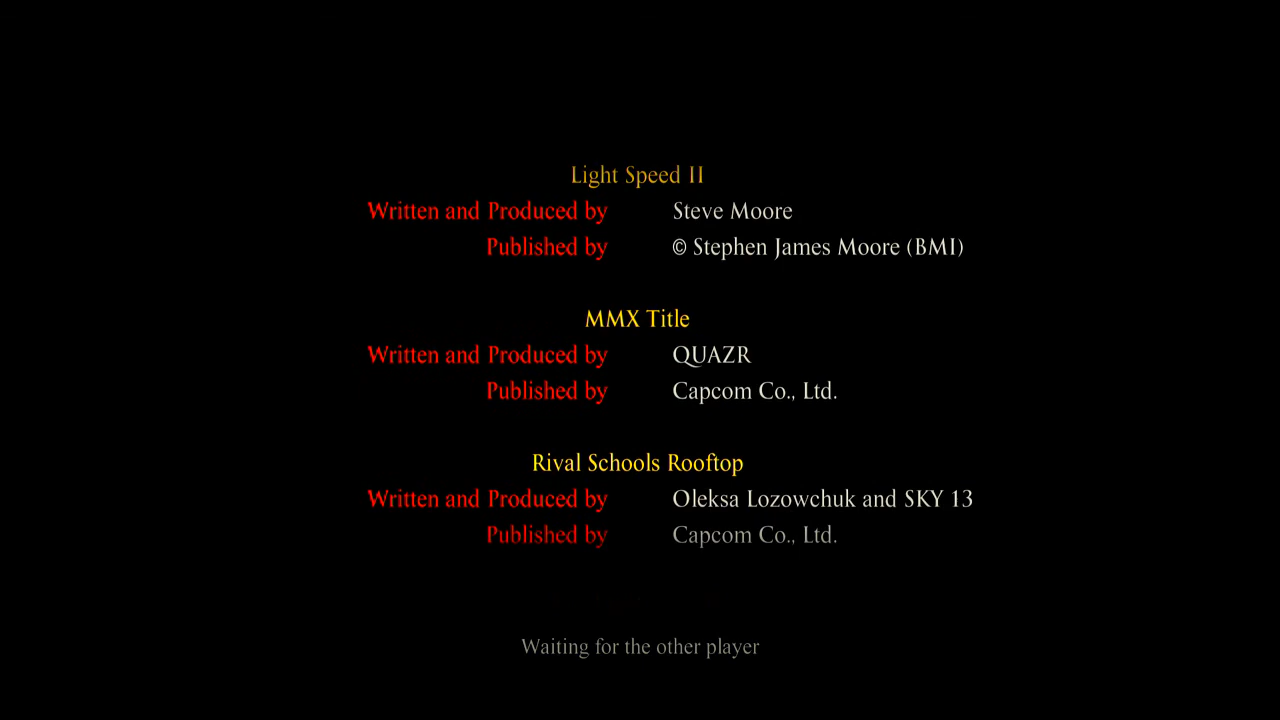 Light Speed II
Written and Produced by Steve Moore
Published by © Stephen James Moore (BMI)
MMX Title
Written and Produced by QUAZR
Published by Capcom Co., Ltd.
Rival Schools Rooftop
Written and Produced by Oleksa Lozowchuk and SKY 13
Published by Capcom Co., Ltd.
Waiting for the other player